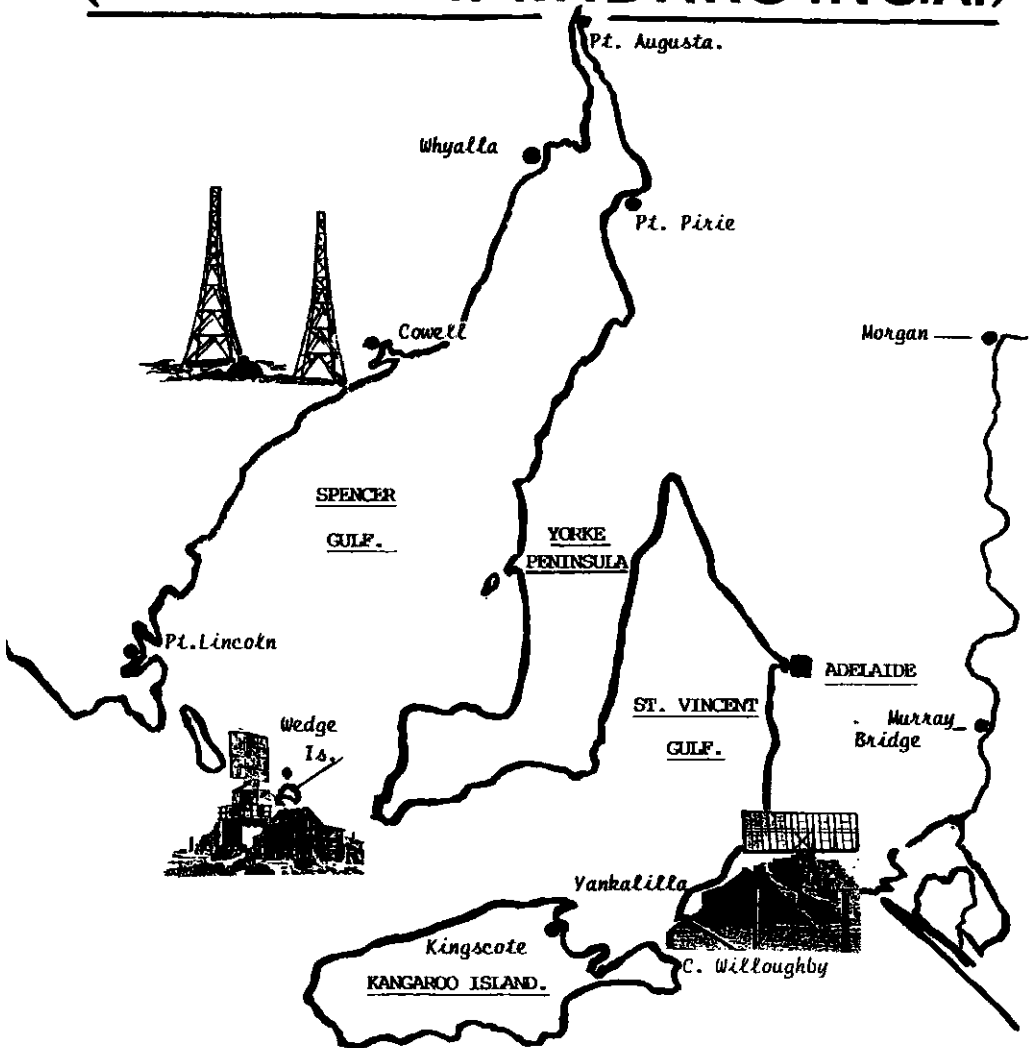 Pt. Augusta.
Whyalla
Pt. Pirie
Cowell
Morgan
SPENCER
GULF.
YORKE
PENINSULA
Pt.Lincoln
ADELAIDE
ST. VINCENT
GULF.
Murray
Bridge
Wedge
Is.
Yankalilla
Kingscote
C. Willoughby
KANGAROO ISLAND.